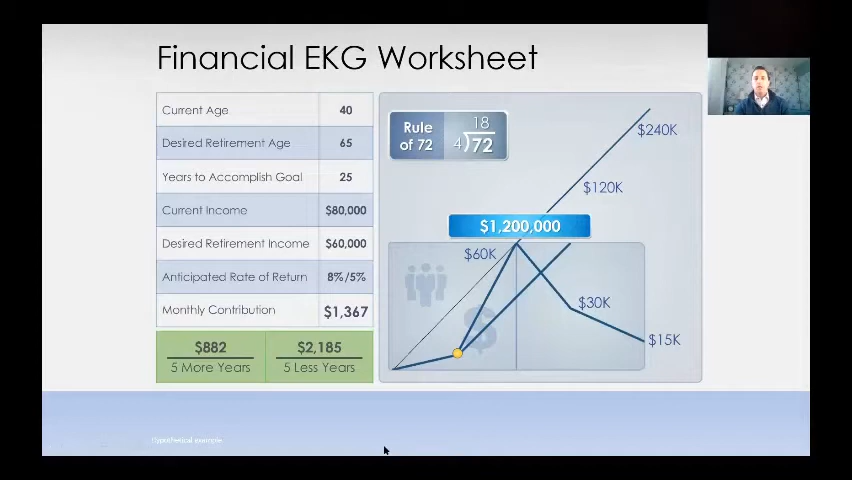 Financial EKG Worksheet
Current Age 40
Desired Retirement Age 65
Years to Accomplish Goal 25
Current Income $80,000
Desired Retirement Income $60,000
Anticipated Rate of Return 8%/5%
Monthly Contribution $1,367
$882 $2,185
5 More Years 5 Less Years
Rule of 72
18
4)72
$240K
$120K
$1,200,000
$60K
$30K
$15K
$
Hypothetical example